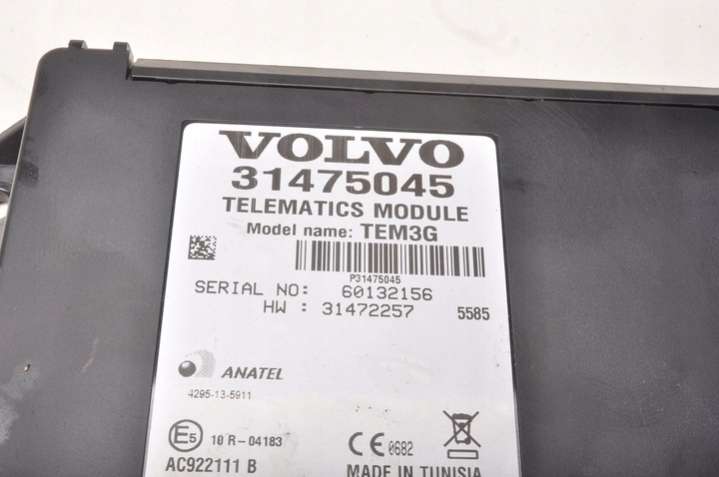 VOLVO
31475045
TELEMATICS MODULE
Model name: TEM3G
P31475045
SERIAL NO: 60132156
HW : 31472257 5585
ANATEL
4295-13-5911
E5 10 R-04183 CE 0682
AC922111 B MADE IN TUNISIA